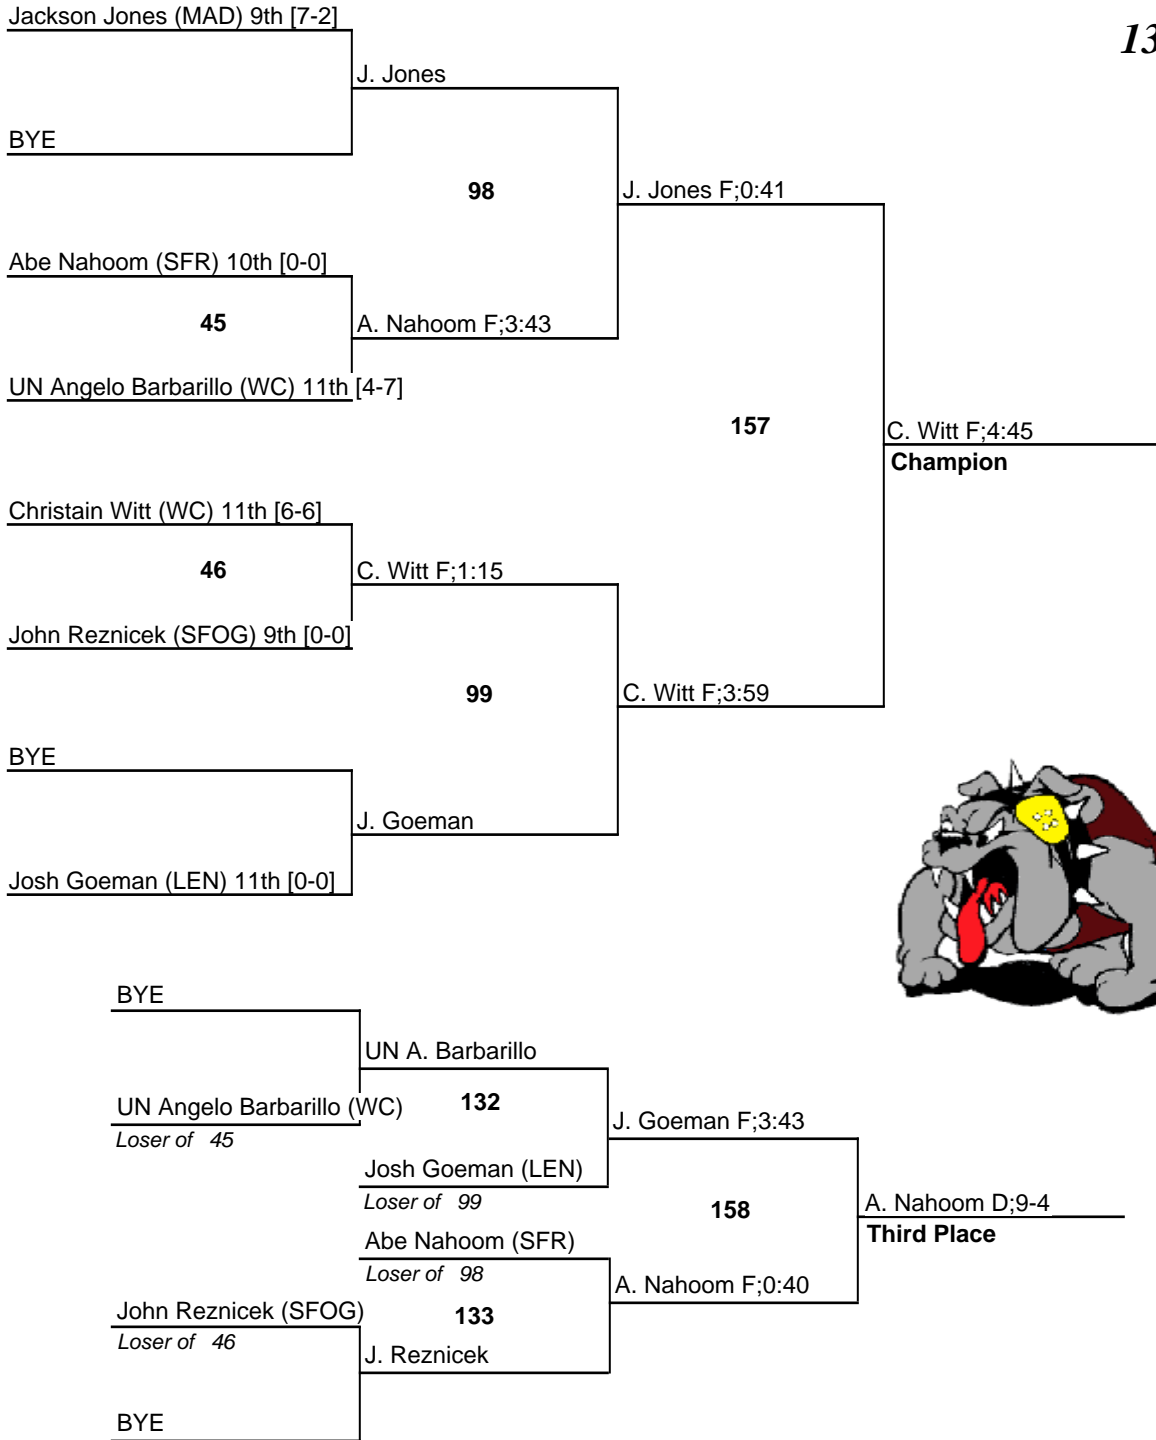 Jackson Jones (MAD) 9th [7-2]
13
J. Jones
BYE
98
J. Jones F;0:41
Abe Nahoom (SFR) 10th [0-0]
45
A. Nahoom F;3:43
UN Angelo Barbarillo (WC) 11th [4-7]
157
C. Witt F;4:45
Champion
Christain Witt (WC) 11th [6-6]
46
C. Witt F;1:15
John Reznicek (SFOG) 9th [0-0]
99
C. Witt F;3:59
BYE
J. Goeman
Josh Goeman (LEN) 11th [0-0]
BYE
UN A. Barbarillo
UN Angelo Barbarillo (WC)
132
Loser of 45
J. Goeman F;3:43
Josh Goeman (LEN)
Loser of 99
158
A. Nahoom D;9-4
Third Place
Abe Nahoom (SFR)
Loser of 98
A. Nahoom F;0:40
John Reznicek (SFOG)
133
Loser of 46
J. Reznicek
BYE